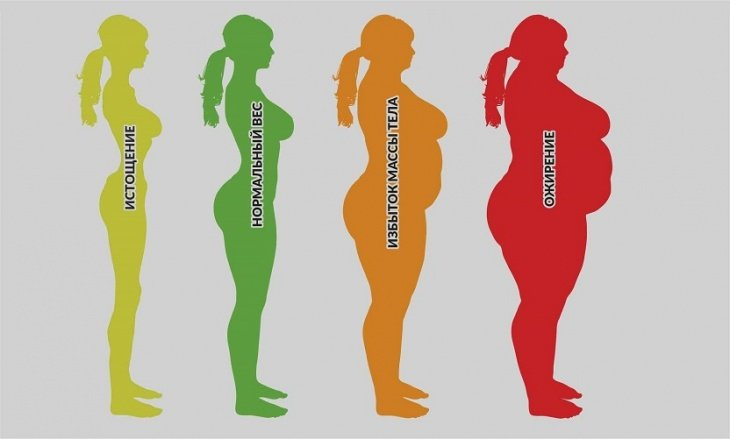 ИСТОЩЕНИЕ
НОРМАЛЬНЫЙ ВЕС
ИЗБЫТОК МАССЫ ТЕЛА
ОЖИРЕНИЕ